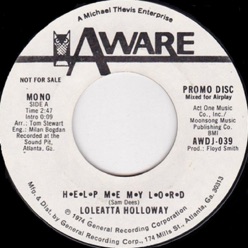 A Michael Thevis Enterprise
AWARE
NOT FOR SALE
MONO
SIDE A
Time: 2:47
Intro: 0:09
Arr.: Tom Stewart
Eng.: Milan Bogdan
Recorded at the
Sound Pit,
Atlanta, Ga.
PROMO DISC
Mixed for Airplay
Act One Music
Co., Inc./
Moonsong Music
Publishing Co.
BMI
AWDJ-039
(Prod.: Floyd Smith)
H•E•L•P M•E M•Y L•O•R•D
(Sam Dees)
LOLEATTA HOLLOWAY
℗ 1974 General Recording Corp.
Mfg. & Dist. by General Recording Corp., 174 Mills St., Atlanta, Ga. 30313